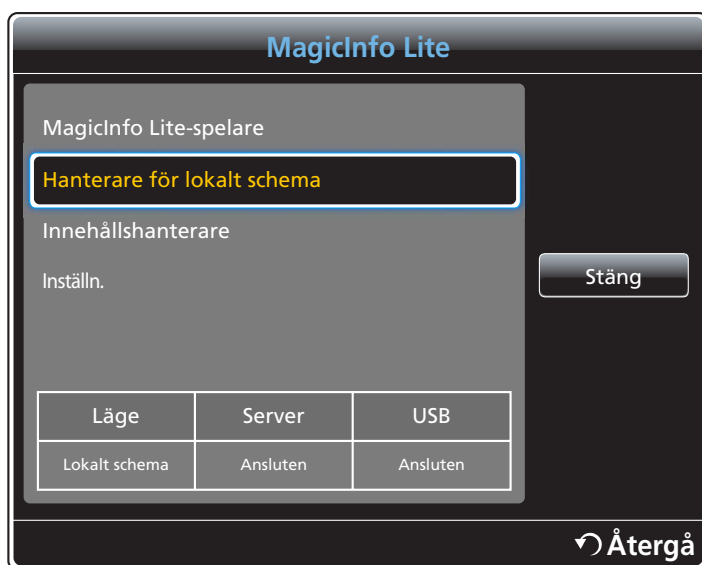 MagicInfo Lite
MagicInfo Lite-spelare
Hanterare för lokalt schema
Innehållshanterare
Inställn.
Stäng
Läge Server USB
Lokalt schema Ansluten Ansluten
Återgå